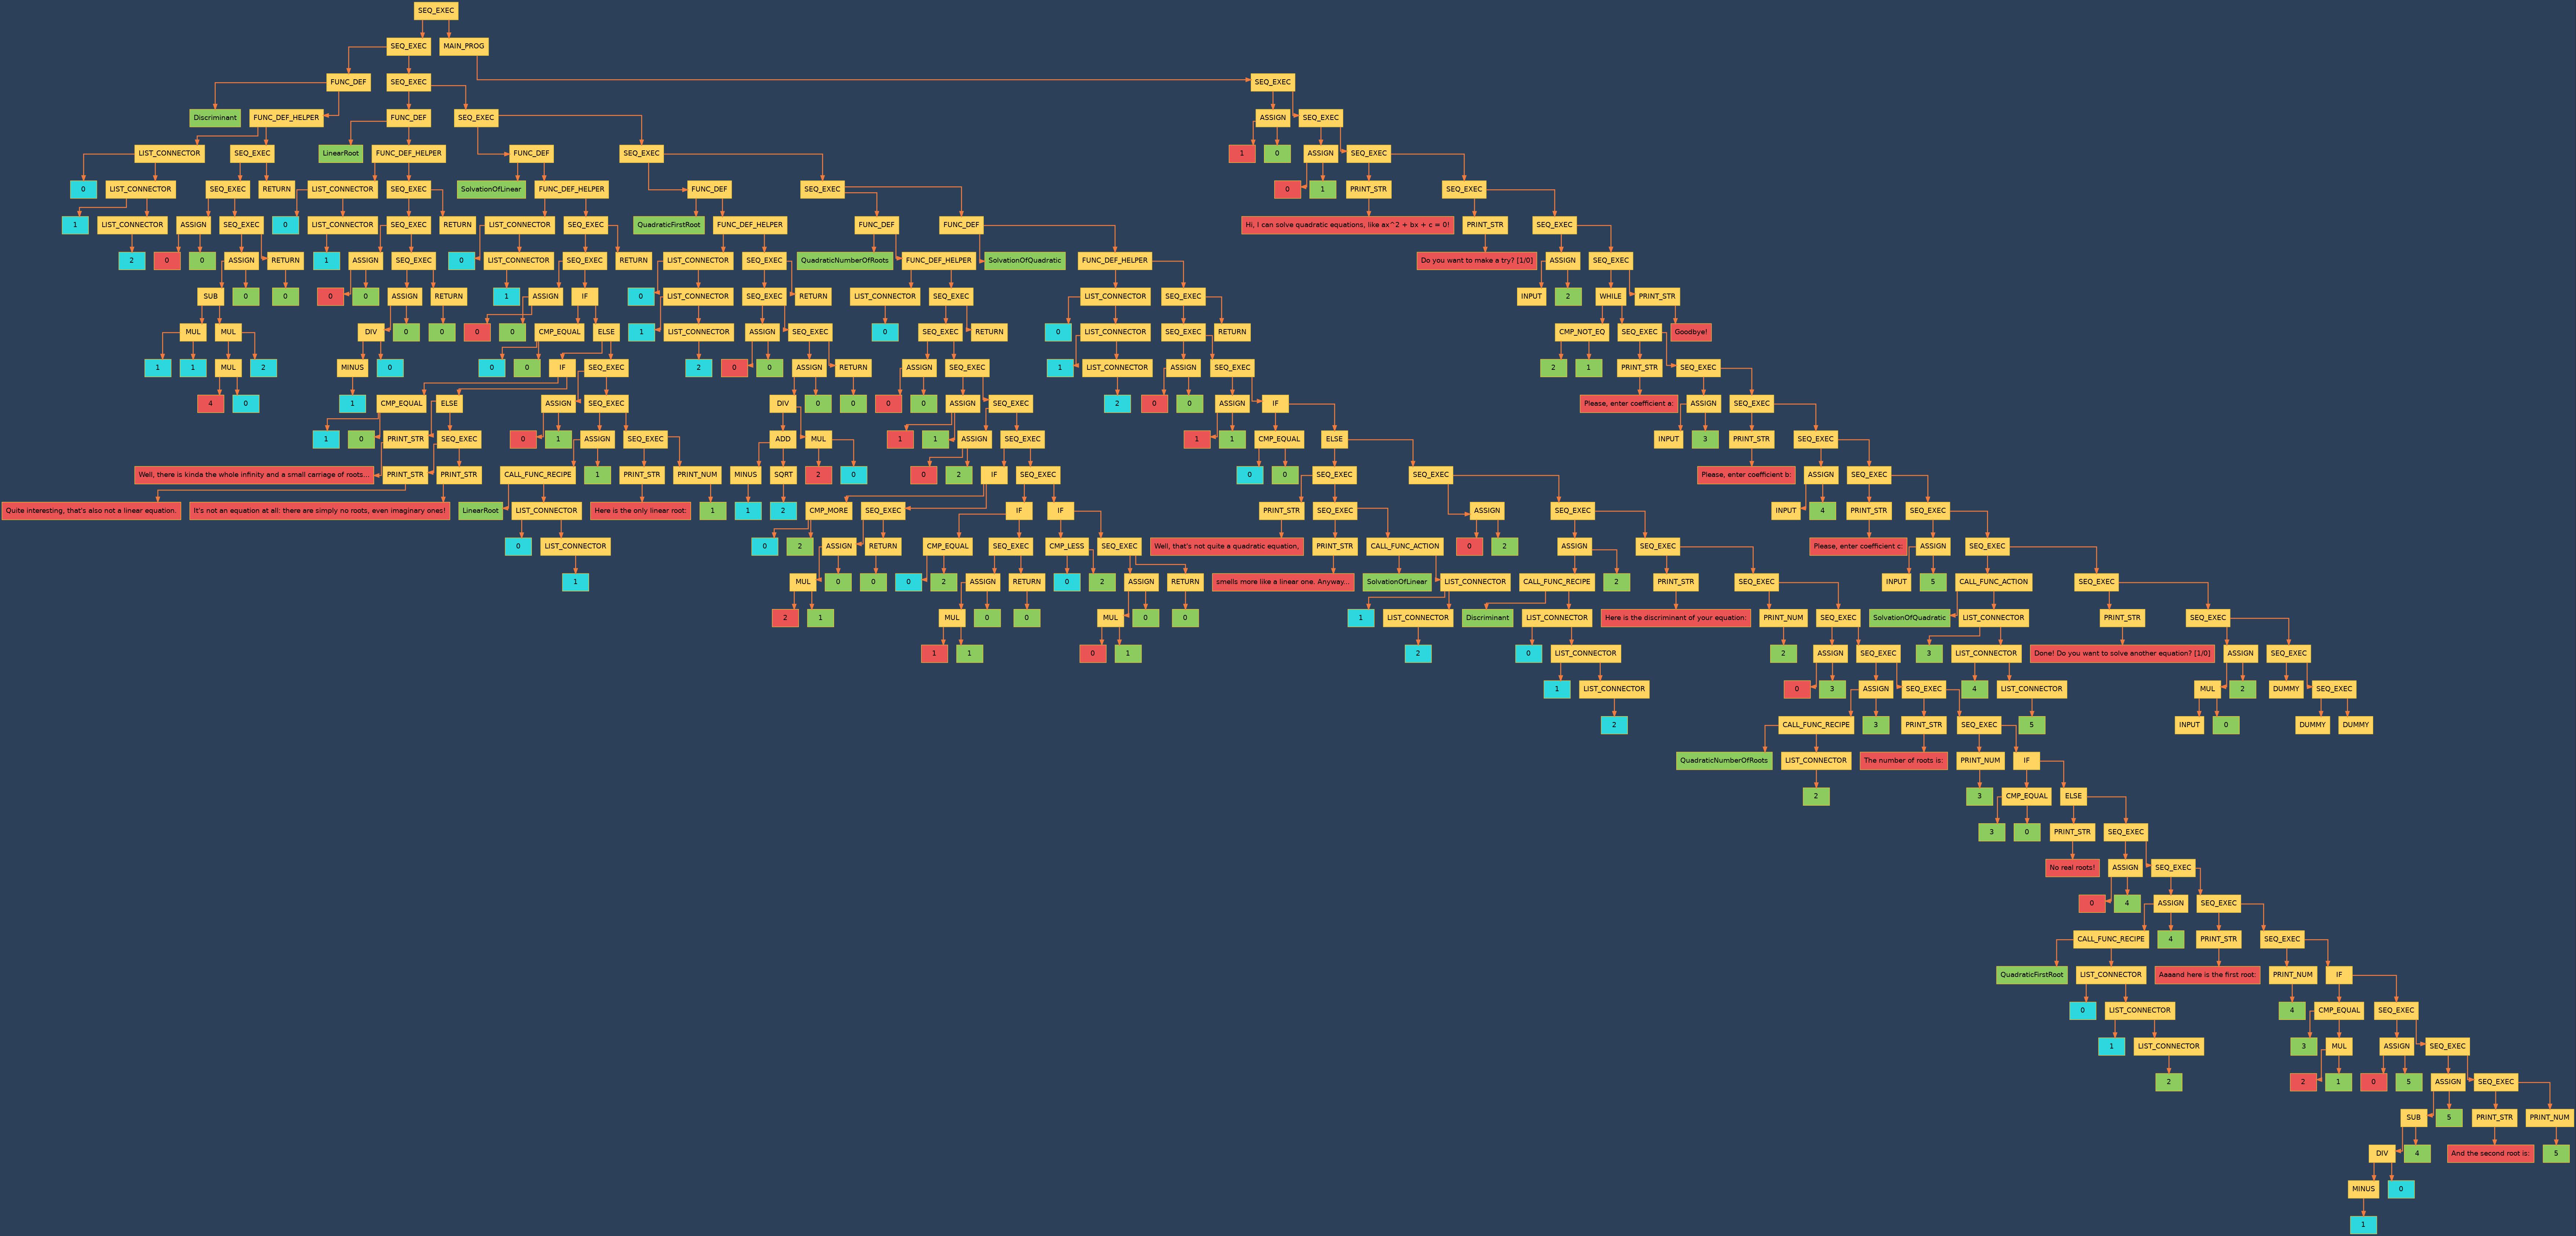 SEQ_EXEC
SEQ_EXEC MAIN_PROG
FUNC_DEF SEQ_EXEC SEQ_EXEC
Discriminant FUNC_DEF_HELPER FUNC_DEF SEQ_EXEC ASSIGN SEQ_EXEC
LIST_CONNECTOR SEQ_EXEC LinearRoot FUNC_DEF_HELPER FUNC_DEF SEQ_EXEC 1 0 ASSIGN SEQ_EXEC
0 LIST_CONNECTOR SEQ_EXEC RETURN LIST_CONNECTOR SEQ_EXEC SolvationOfLinear FUNC_DEF_HELPER FUNC_DEF SEQ_EXEC 0 1 PRINT_STR SEQ_EXEC
1 LIST_CONNECTOR ASSIGN SEQ_EXEC 0 LIST_CONNECTOR SEQ_EXEC RETURN LIST_CONNECTOR SEQ_EXEC QuadraticFirstRoot FUNC_DEF_HELPER FUNC_DEF FUNC_DEF Hi, I can solve quadratic equations, like ax^2 + bx + c = 0! PRINT_STR SEQ_EXEC
2 0 0 ASSIGN RETURN 1 ASSIGN SEQ_EXEC 0 LIST_CONNECTOR SEQ_EXEC RETURN LIST_CONNECTOR SEQ_EXEC QuadraticNumberOfRoots FUNC_DEF_HELPER SolvationOfQuadratic FUNC_DEF_HELPER Do you want to make a try? [1/0] ASSIGN SEQ_EXEC
SUB 0 0 0 0 ASSIGN RETURN 1 ASSIGN IF 0 LIST_CONNECTOR SEQ_EXEC RETURN LIST_CONNECTOR SEQ_EXEC LIST_CONNECTOR SEQ_EXEC INPUT 2 WHILE PRINT_STR
MUL MUL DIV 0 0 0 0 CMP_EQUAL ELSE 1 LIST_CONNECTOR ASSIGN SEQ_EXEC 0 SEQ_EXEC RETURN 0 LIST_CONNECTOR SEQ_EXEC RETURN CMP_NOT_EQ SEQ_EXEC Goodbye!
1 1 MUL 2 MINUS 0 0 0 IF SEQ_EXEC 2 0 0 ASSIGN RETURN ASSIGN SEQ_EXEC 1 LIST_CONNECTOR ASSIGN SEQ_EXEC 2 1 PRINT_STR SEQ_EXEC
4 0 1 CMP_EQUAL ELSE ASSIGN SEQ_EXEC DIV 0 0 0 0 ASSIGN SEQ_EXEC 2 0 0 ASSIGN IF Please, enter coefficient a: ASSIGN SEQ_EXEC
1 0 PRINT_STR SEQ_EXEC 0 1 ASSIGN SEQ_EXEC ADD MUL 1 1 ASSIGN SEQ_EXEC 1 1 CMP_EQUAL ELSE INPUT 3 PRINT_STR SEQ_EXEC
Well, there is kinda the whole infinity and a small carriage of roots... PRINT_STR PRINT_STR CALL_FUNC_RECIPE 1 PRINT_STR PRINT_NUM MINUS SQRT 2 0 0 2 IF SEQ_EXEC 0 0 SEQ_EXEC SEQ_EXEC Please, enter coefficient b: ASSIGN SEQ_EXEC
Quite interesting, that's also not a linear equation. It's not an equation at all: there are simply no roots, even imaginary ones! LinearRoot LIST_CONNECTOR Here is the only linear root: 1 1 2 CMP_MORE SEQ_EXEC IF IF PRINT_STR SEQ_EXEC ASSIGN SEQ_EXEC INPUT 4 PRINT_STR SEQ_EXEC
0 LIST_CONNECTOR 0 2 ASSIGN RETURN CMP_EQUAL SEQ_EXEC CMP_LESS SEQ_EXEC Well, that's not quite a quadratic equation, PRINT_STR CALL_FUNC_ACTION 0 2 ASSIGN SEQ_EXEC Please, enter coefficient c: ASSIGN SEQ_EXEC
1 MUL 0 0 0 2 ASSIGN RETURN 0 2 ASSIGN RETURN smells more like a linear one. Anyway... SolvationOfLinear LIST_CONNECTOR CALL_FUNC_RECIPE 2 PRINT_STR SEQ_EXEC INPUT 5 CALL_FUNC_ACTION SEQ_EXEC
2 1 MUL 0 0 MUL 0 0 1 LIST_CONNECTOR Discriminant LIST_CONNECTOR Here is the discriminant of your equation: PRINT_NUM SEQ_EXEC SolvationOfQuadratic LIST_CONNECTOR PRINT_STR SEQ_EXEC
1 1 0 1 2 0 LIST_CONNECTOR 2 ASSIGN SEQ_EXEC 3 LIST_CONNECTOR Done! Do you want to solve another equation? [1/0] ASSIGN SEQ_EXEC
1 LIST_CONNECTOR 0 3 ASSIGN SEQ_EXEC 4 LIST_CONNECTOR MUL 2 DUMMY SEQ_EXEC
2 CALL_FUNC_RECIPE 3 PRINT_STR SEQ_EXEC 5 INPUT 0 DUMMY DUMMY
QuadraticNumberOfRoots LIST_CONNECTOR The number of roots is: PRINT_NUM IF
2 3 CMP_EQUAL ELSE
3 0 PRINT_STR SEQ_EXEC
No real roots! ASSIGN SEQ_EXEC
0 4 ASSIGN SEQ_EXEC
CALL_FUNC_RECIPE 4 PRINT_STR SEQ_EXEC
QuadraticFirstRoot LIST_CONNECTOR Aaaand here is the first root: PRINT_NUM IF
0 LIST_CONNECTOR 4 CMP_EQUAL SEQ_EXEC
1 LIST_CONNECTOR 3 MUL ASSIGN SEQ_EXEC
2 2 1 0 5 ASSIGN SEQ_EXEC
SUB 5 PRINT_STR PRINT_NUM
DIV 4 And the second root is: 5
MINUS 0
1